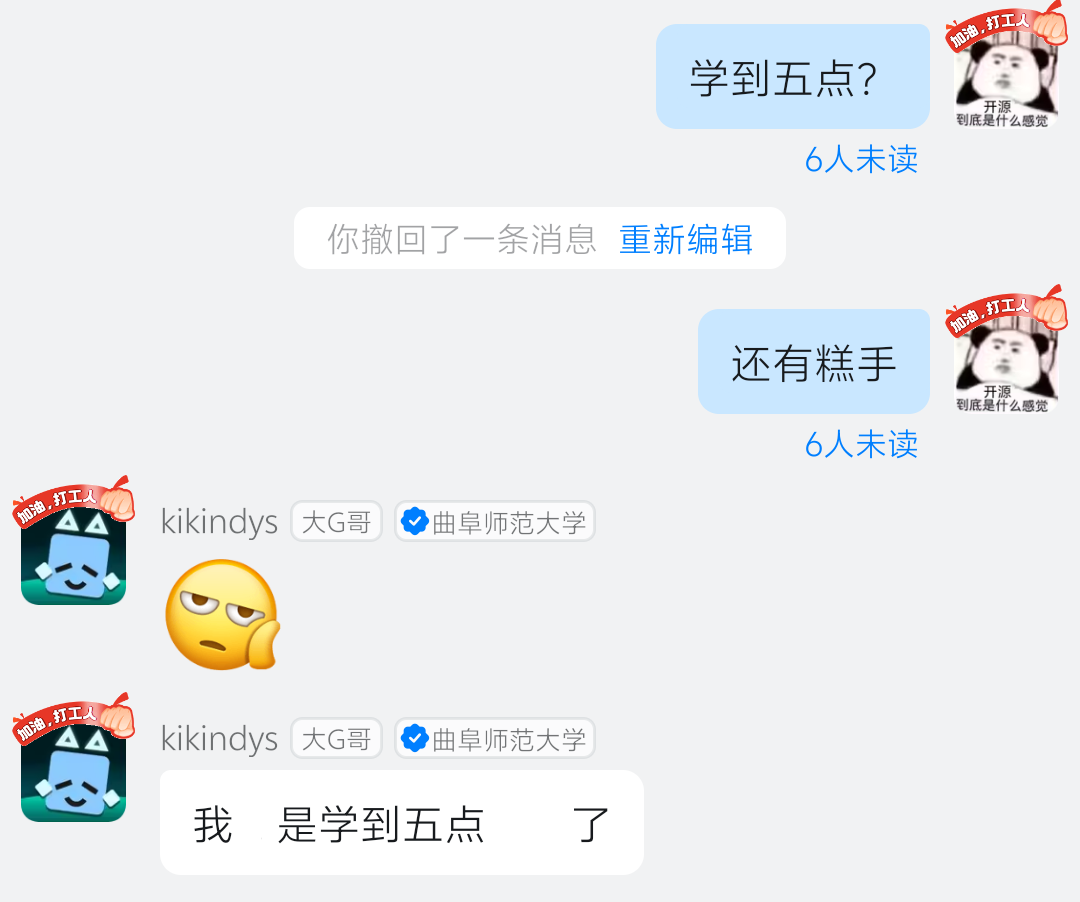 学到五点？
加油，打工人
开源
到底是什么感觉
6人未读
你撤回了一条消息 重新编辑
还有糕手
加油，打工人
开源
到底是什么感觉
6人未读
加油，打工人
kikindys 大G哥 曲阜师范大学
加油，打工人
kikindys 大G哥 曲阜师范大学
我 是学到五点 了